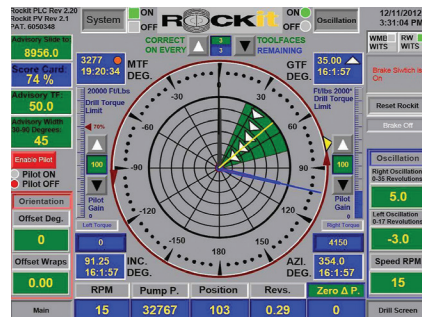 Rockit PLC Rev 2.20
Rockit PV Rev 2.1
PAT. 6050348
System
ON
OFF
ROCKit
ON
OFF
Oscillation
12/11/2012
3:31:04 PM
Advisory Slide to:
8956.0
Score Card:
74 %
Advisory TF:
50.0
Advisory Width
50-90 Degrees:
45
Enable Pilot
Pilot ON
Pilot OFF
Orientation
Offset Deg.
0
Offset Wraps
0.00
Main
3277
19:20:34
MTF
DEG.
CORRECT
ON EVERY
3
3
TOOLFACES
REMAINING
GTF
DEG.
35.00
16:1:57
20000 Ft/Lbs
Drill Torque
Limit
70%
100
Pilot
Gain
0
Left Torque
0
Ft/lbs 2000*
Drill Torque
Limit
100
Pilot
Gain
0
Right Torque
4150
0
-30
30
-60
60
-90
90
-120
120
-150
150
180
91.25
16:1:57
INC.
DEG.
AZI.
DEG.
354.0
16:1:57
RPM
Pump P.
Position
Revs.
Zero Δ P.
15
32767
103
0.29
0
WMB
WITS
RW
WITS
Brake Switch is
On
Reset Rockit
Brake Off
Oscillation
Right Oscillation
0-35 Revolutions
5.0
Left Oscillation
0-17 Revolutions
-3.0
Speed RPM
15
Drill Screen